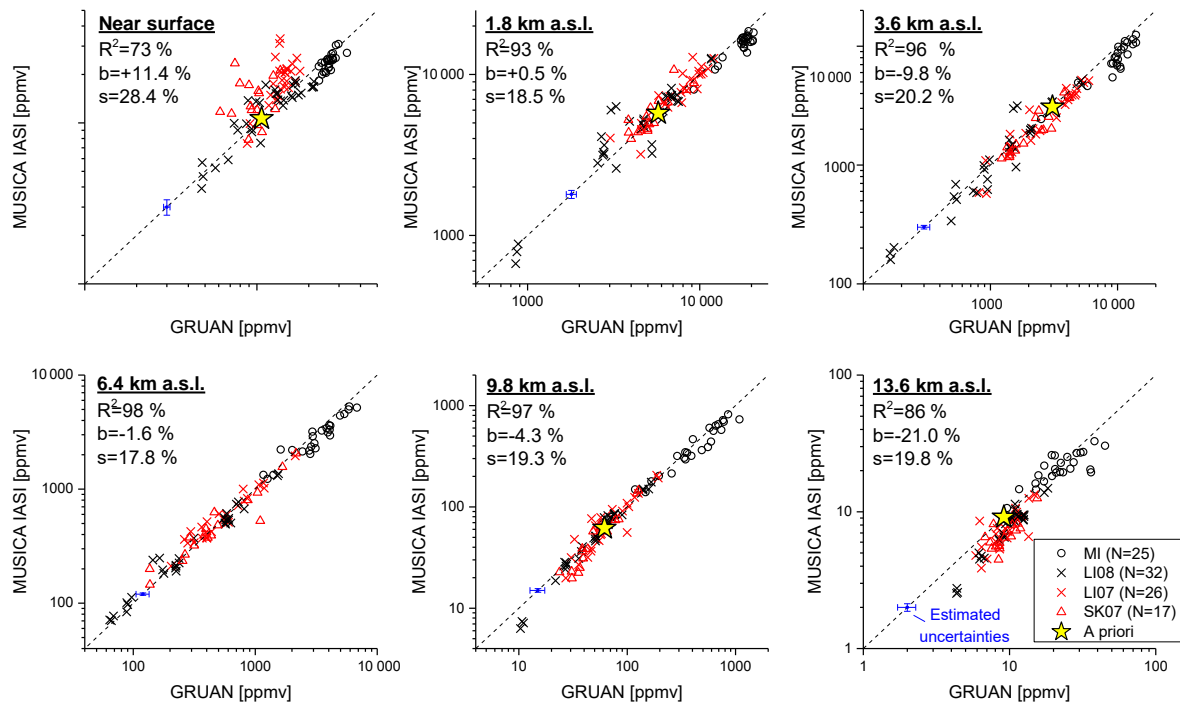 Near surface
R²=73 %
b=+11.4 %
s=28.4 %
MUSICA IASI [ppmv]
GRUAN [ppmv]
1.8 km a.s.l.
R²=93 %
b=+0.5 %
s=18.5 %
MUSICA IASI [ppmv]
10 000
1000
1000
10 000
GRUAN [ppmv]
3.6 km a.s.l.
R²=96 %
b=-9.8 %
s=20.2 %
MUSICA IASI [ppmv]
10 000
1000
100
1000
10 000
GRUAN [ppmv]
6.4 km a.s.l.
R²=98 %
b=-1.6 %
s=17.8 %
MUSICA IASI [ppmv]
10 000
1000
100
100
1000
10 000
GRUAN [ppmv]
9.8 km a.s.l.
R²=97 %
b=-4.3 %
s=19.3 %
MUSICA IASI [ppmv]
1000
100
10
10
100
1000
GRUAN [ppmv]
13.6 km a.s.l.
R²=86 %
b=-21.0 %
s=19.8 %
MUSICA IASI [ppmv]
100
10
1
1
10
100
GRUAN [ppmv]
MI (N=25)
LI08 (N=32)
LI07 (N=26)
SK07 (N=17)
A priori
Estimated
uncertainties